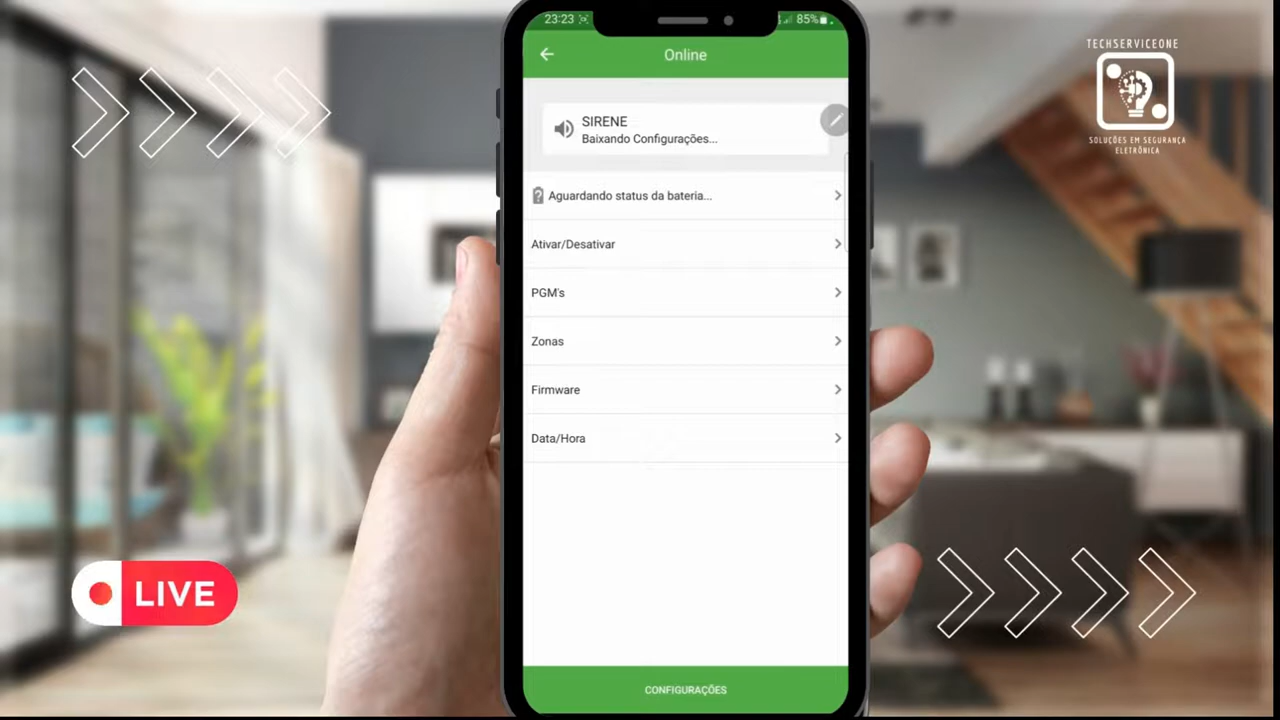 23:23
85%
Online
SIRENE
Baixando Configurações...
Aguardando status da bateria...
Ativar/Desativar
PGM's
Zonas
Firmware
Data/Hora
CONFIGURAÇÕES
TECHSERVICEONE
SOLUÇÕES EM SEGURANÇA
ELETRÔNICA
LIVE